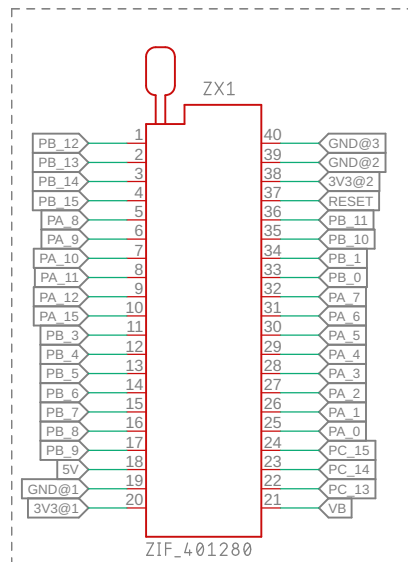 ZX1
PB_12 1 40 GND@3
PB_13 2 39 GND@2
PB_14 3 38 3V3@2
PB_15 4 37 RESET
PA_8 5 36 PB_11
PA_9 6 35 PB_10
PA_10 7 34 PB_1
PA_11 8 33 PB_0
PA_12 9 32 PA_7
PA_15 10 31 PA_6
PB_3 11 30 PA_5
PB_4 12 29 PA_4
PB_5 13 28 PA_3
PB_6 14 27 PA_2
PB_7 15 26 PA_1
PB_8 16 25 PA_0
PB_9 17 24 PC_15
5V 18 23 PC_14
GND@1 19 22 PC_13
3V3@1 20 21 VB
ZIF_401280